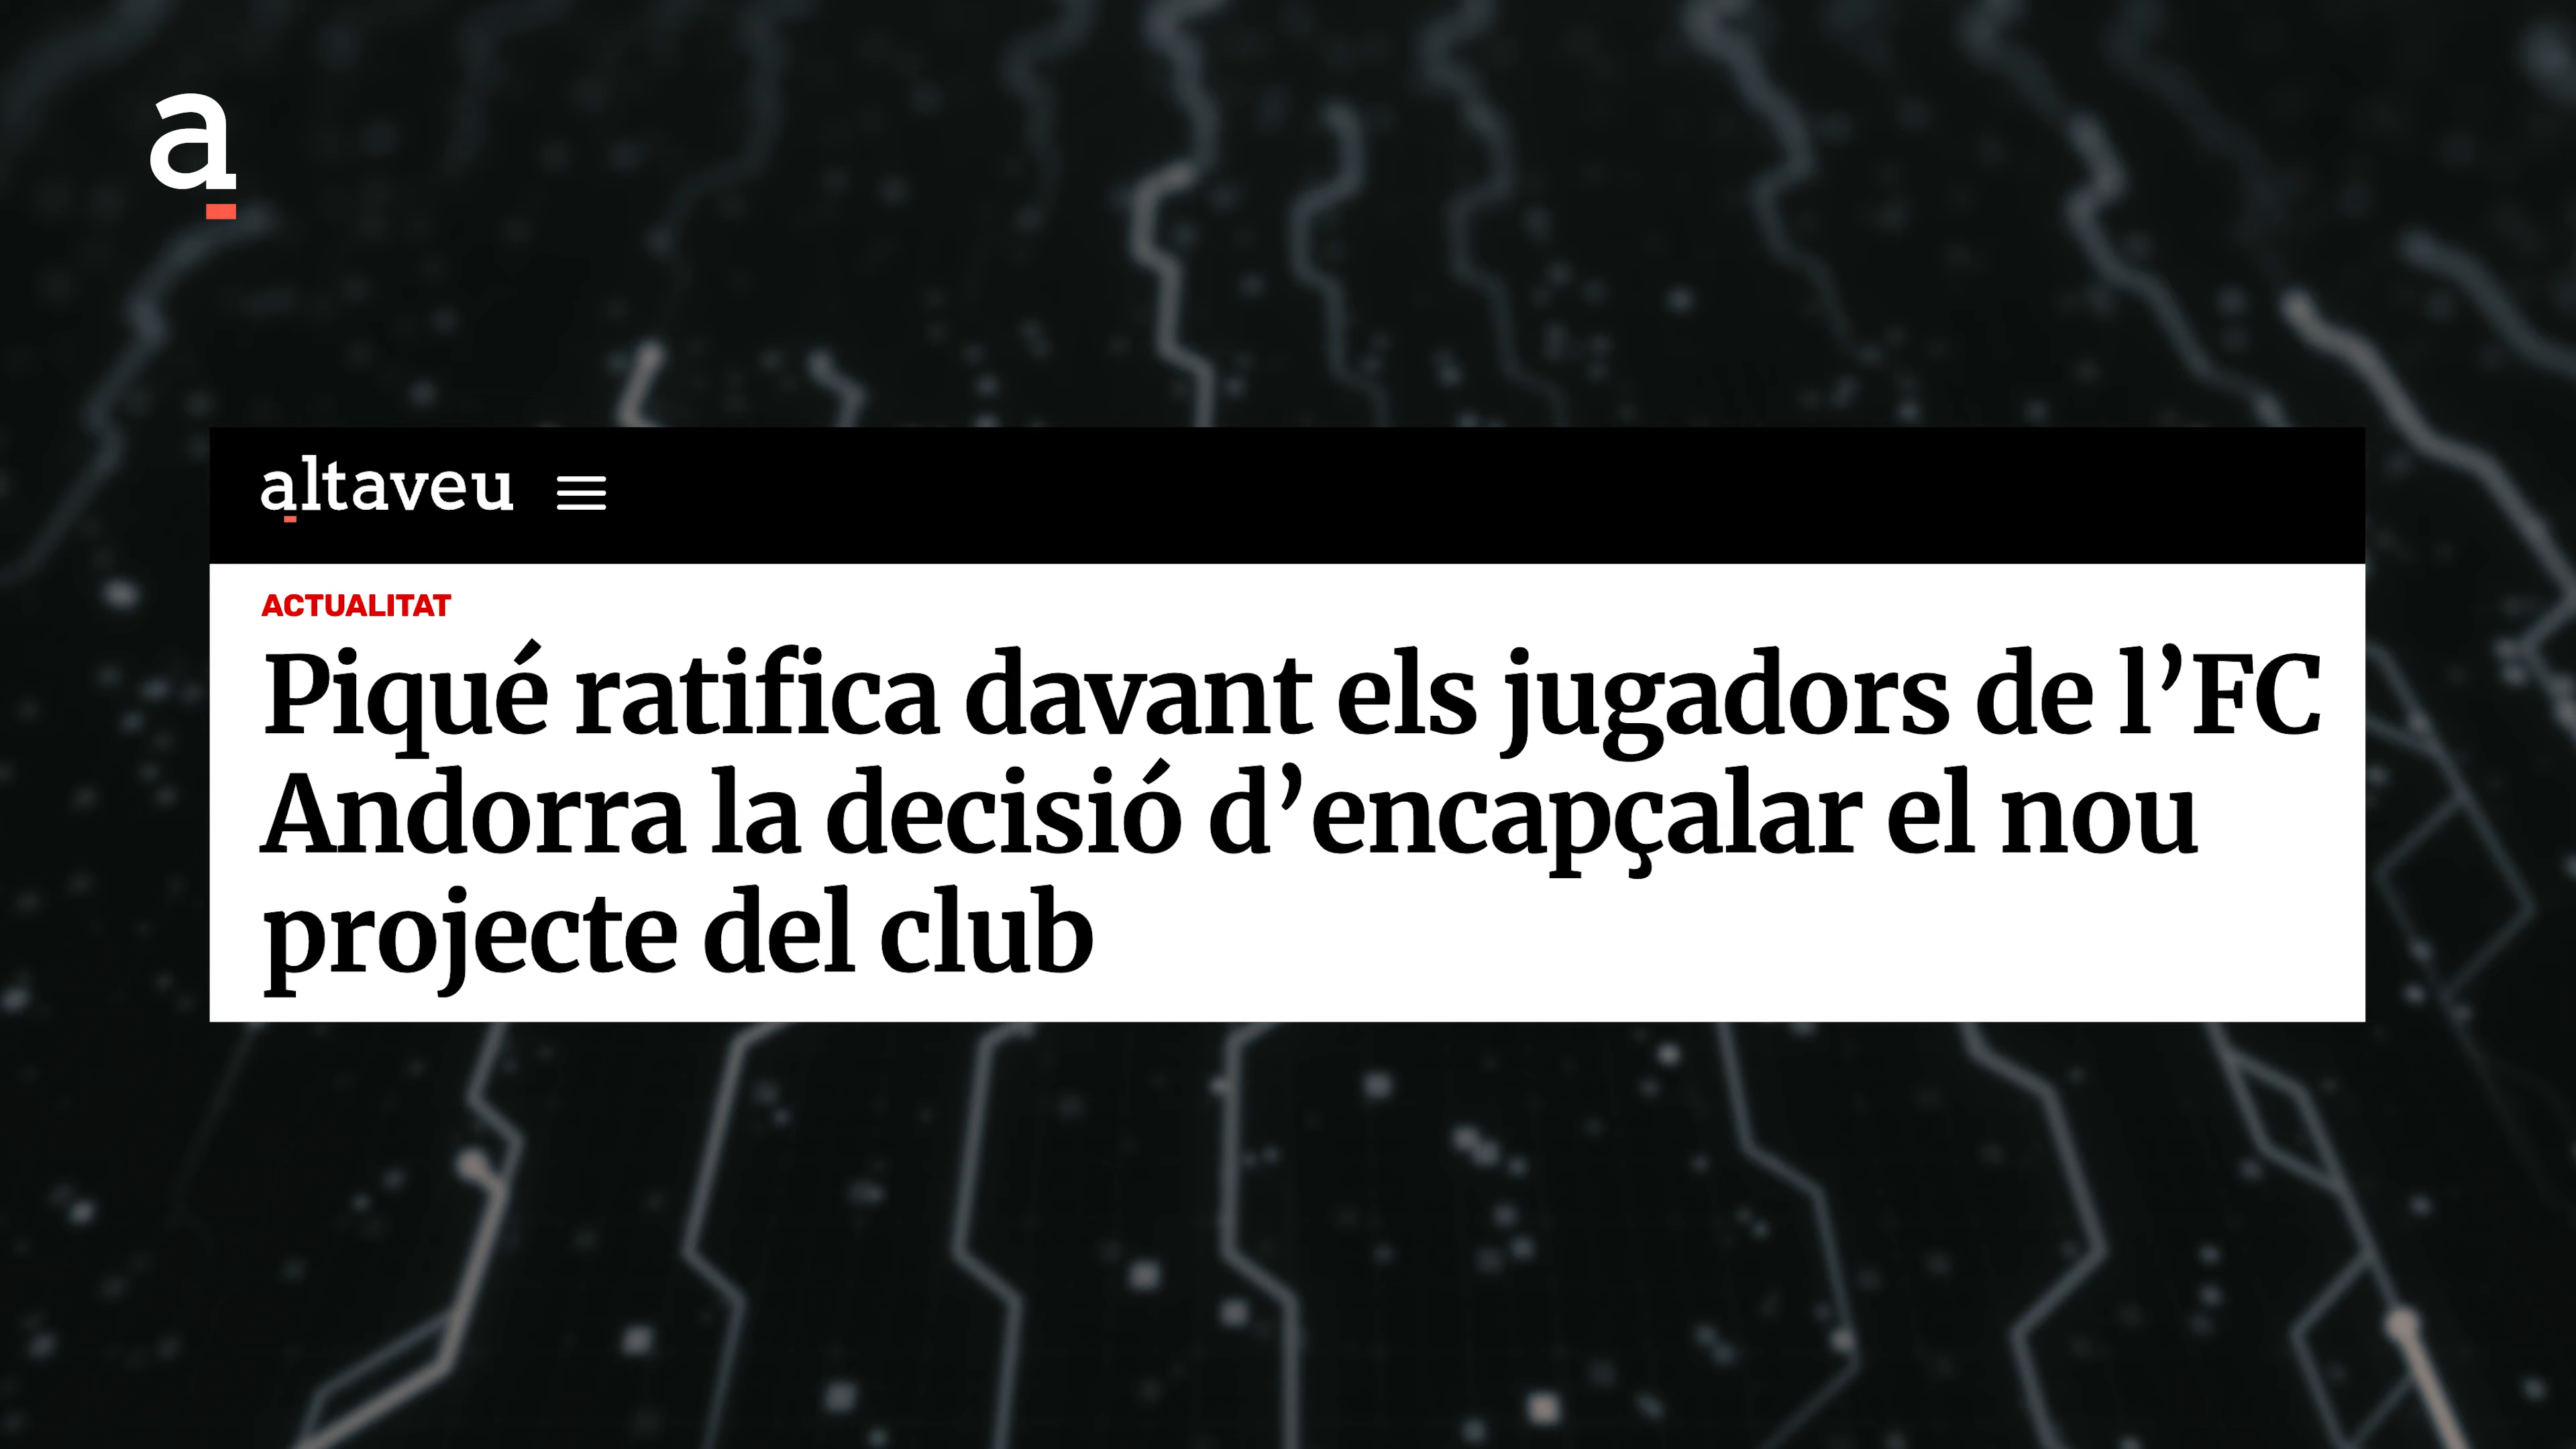 a
altaveu
ACTUALITAT
Piqué ratifica davant els jugadors de l’FC
Andorra la decisió d’encapçalar el nou
projecte del club